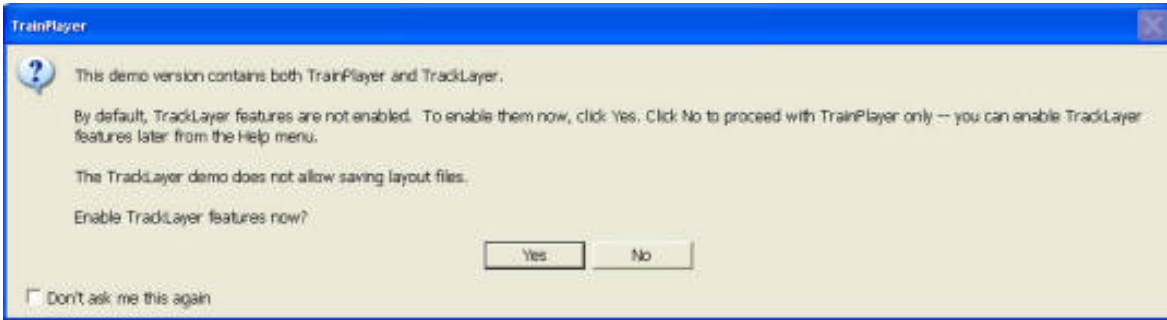 TrainPlayer
This demo version contains both TrainPlayer and TrackLayer.
By default, TrackLayer features are not enabled. To enable them now, click Yes. Click No to proceed with TrainPlayer only -- you can enable TrackLayer
features later from the Help menu.
The TrackLayer demo does not allow saving layout files.
Enable TrackLayer features now?
Yes No
Don't ask me this again